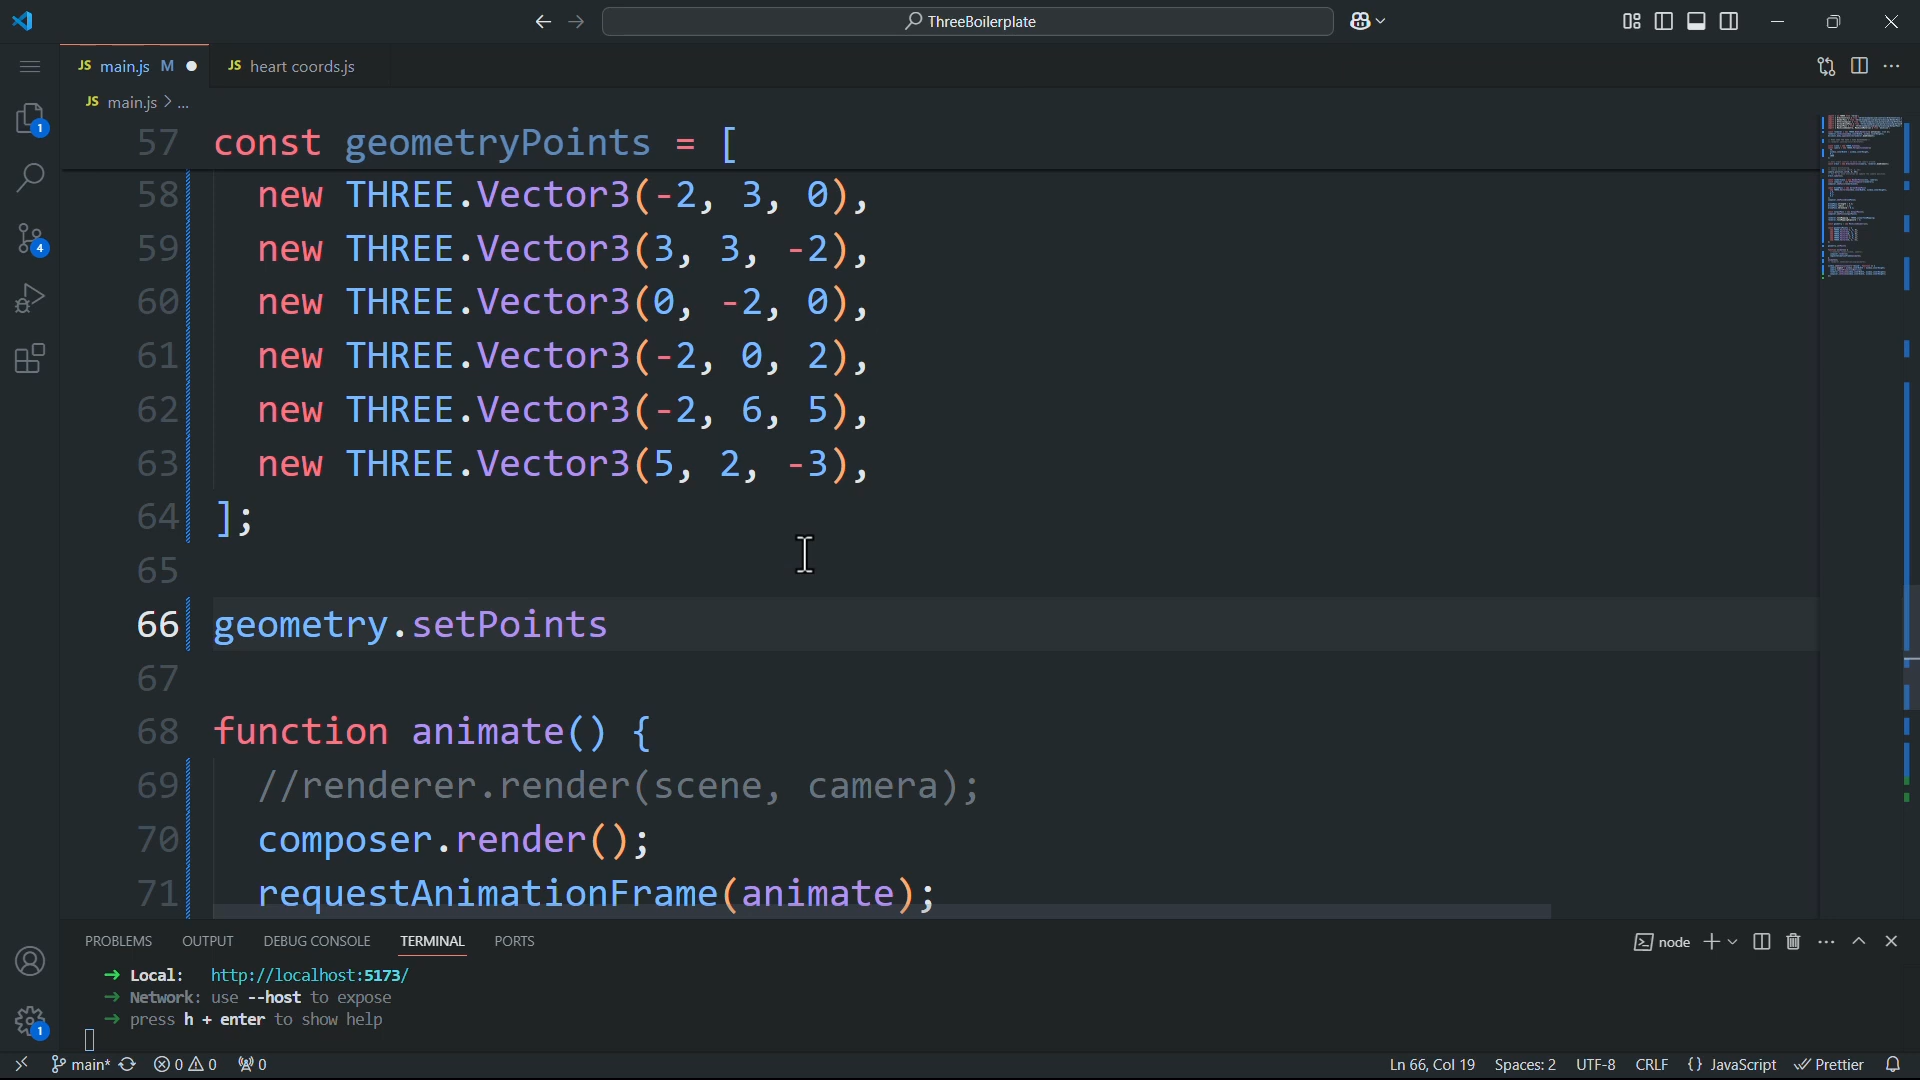 ThreeBoilerplate
JS main.js M
JS heart coords.js
JS main.js > ...
57 const geometryPoints = [
58 new THREE.Vector3(-2, 3, 0),
59 new THREE.Vector3(3, 3, -2),
60 new THREE.Vector3(0, -2, 0),
61 new THREE.Vector3(-2, 0, 2),
62 new THREE.Vector3(-2, 6, 5),
63 new THREE.Vector3(5, 2, -3),
64 ];
65
66 geometry.setPoints
67
68 function animate() {
69 //renderer.render(scene, camera);
70 composer.render();
71 requestAnimationFrame(animate);
1
4
1
PROBLEMS OUTPUT DEBUG CONSOLE TERMINAL PORTS
node
→ Local: http://localhost:5173/
→ Network: use --host to expose
→ press h + enter to show help
main* 0 0 0 Ln 66, Col 19 Spaces: 2 UTF-8 CRLF {} JavaScript Prettier